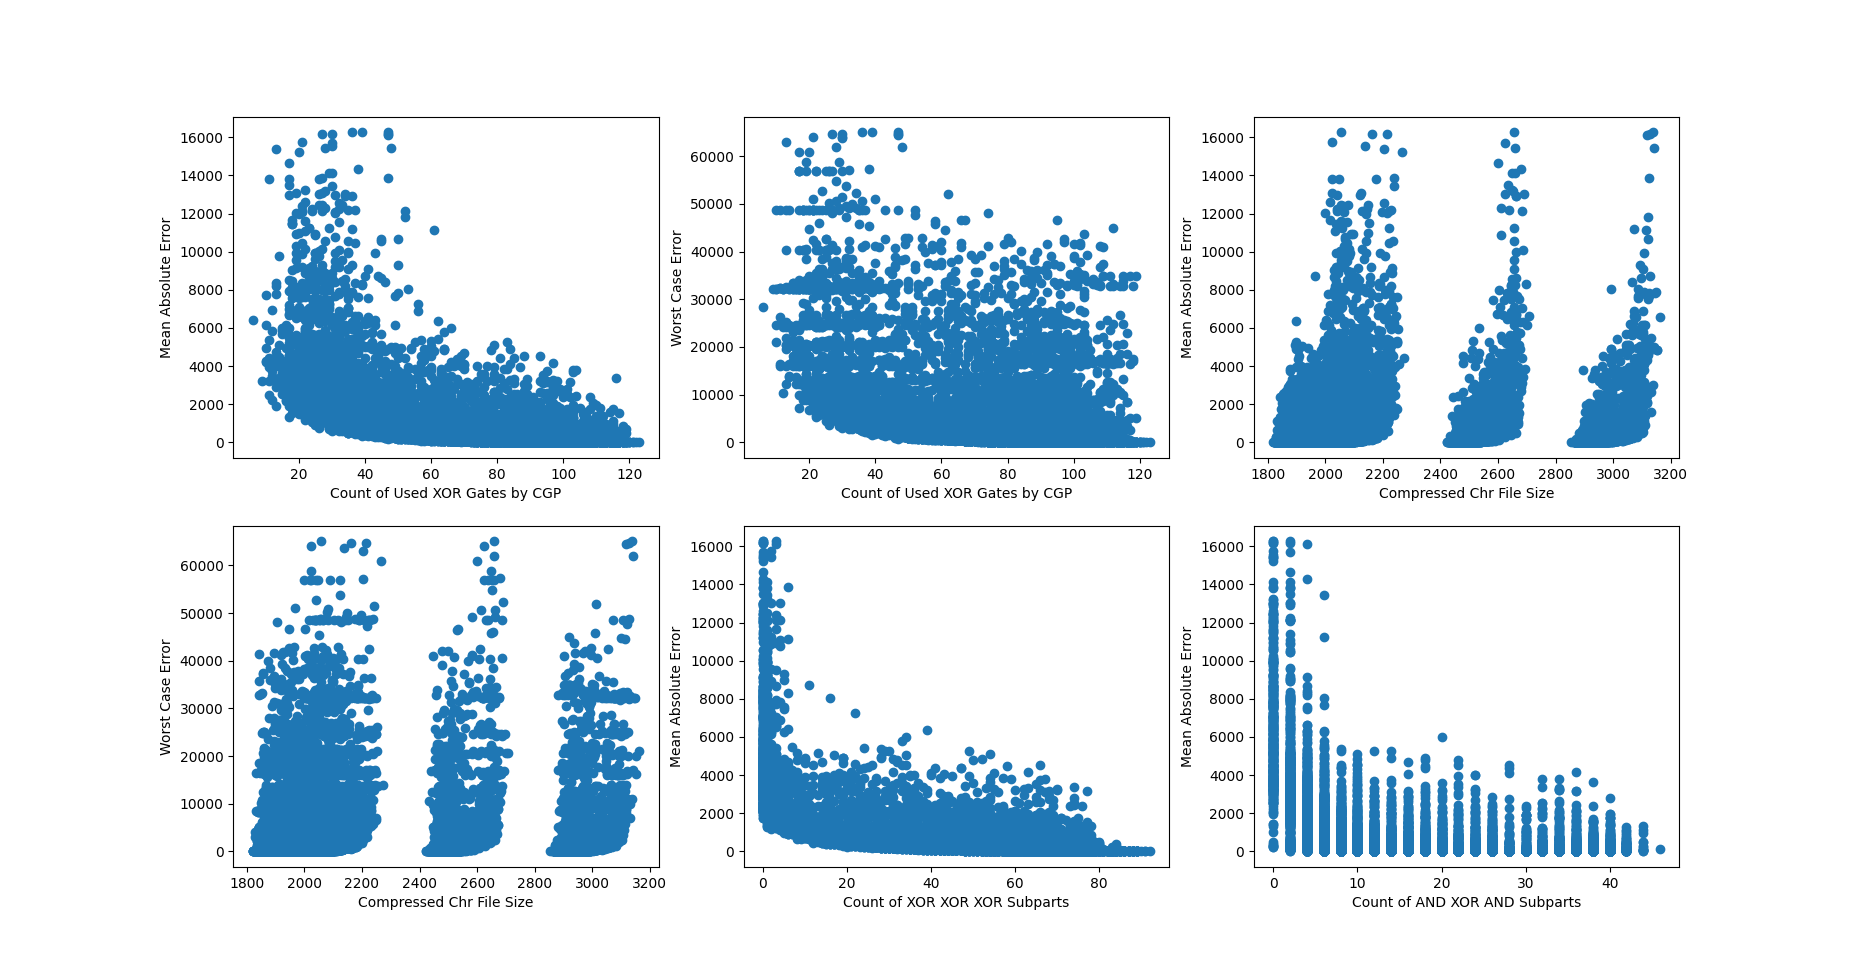 Mean Absolute Error
16000
14000
12000
10000
8000
6000
4000
2000
0
20 40 60 80 100 120
Count of Used XOR Gates by CGP
Worst Case Error
60000
50000
40000
30000
20000
10000
0
20 40 60 80 100 120
Count of Used XOR Gates by CGP
Mean Absolute Error
16000
14000
12000
10000
8000
6000
4000
2000
0
1800 2000 2200 2400 2600 2800 3000 3200
Compressed Chr File Size
Worst Case Error
60000
50000
40000
30000
20000
10000
0
1800 2000 2200 2400 2600 2800 3000 3200
Compressed Chr File Size
Mean Absolute Error
16000
14000
12000
10000
8000
6000
4000
2000
0
0 20 40 60 80
Count of XOR XOR XOR Subparts
Mean Absolute Error
16000
14000
12000
10000
8000
6000
4000
2000
0
0 10 20 30 40
Count of AND XOR AND Subparts